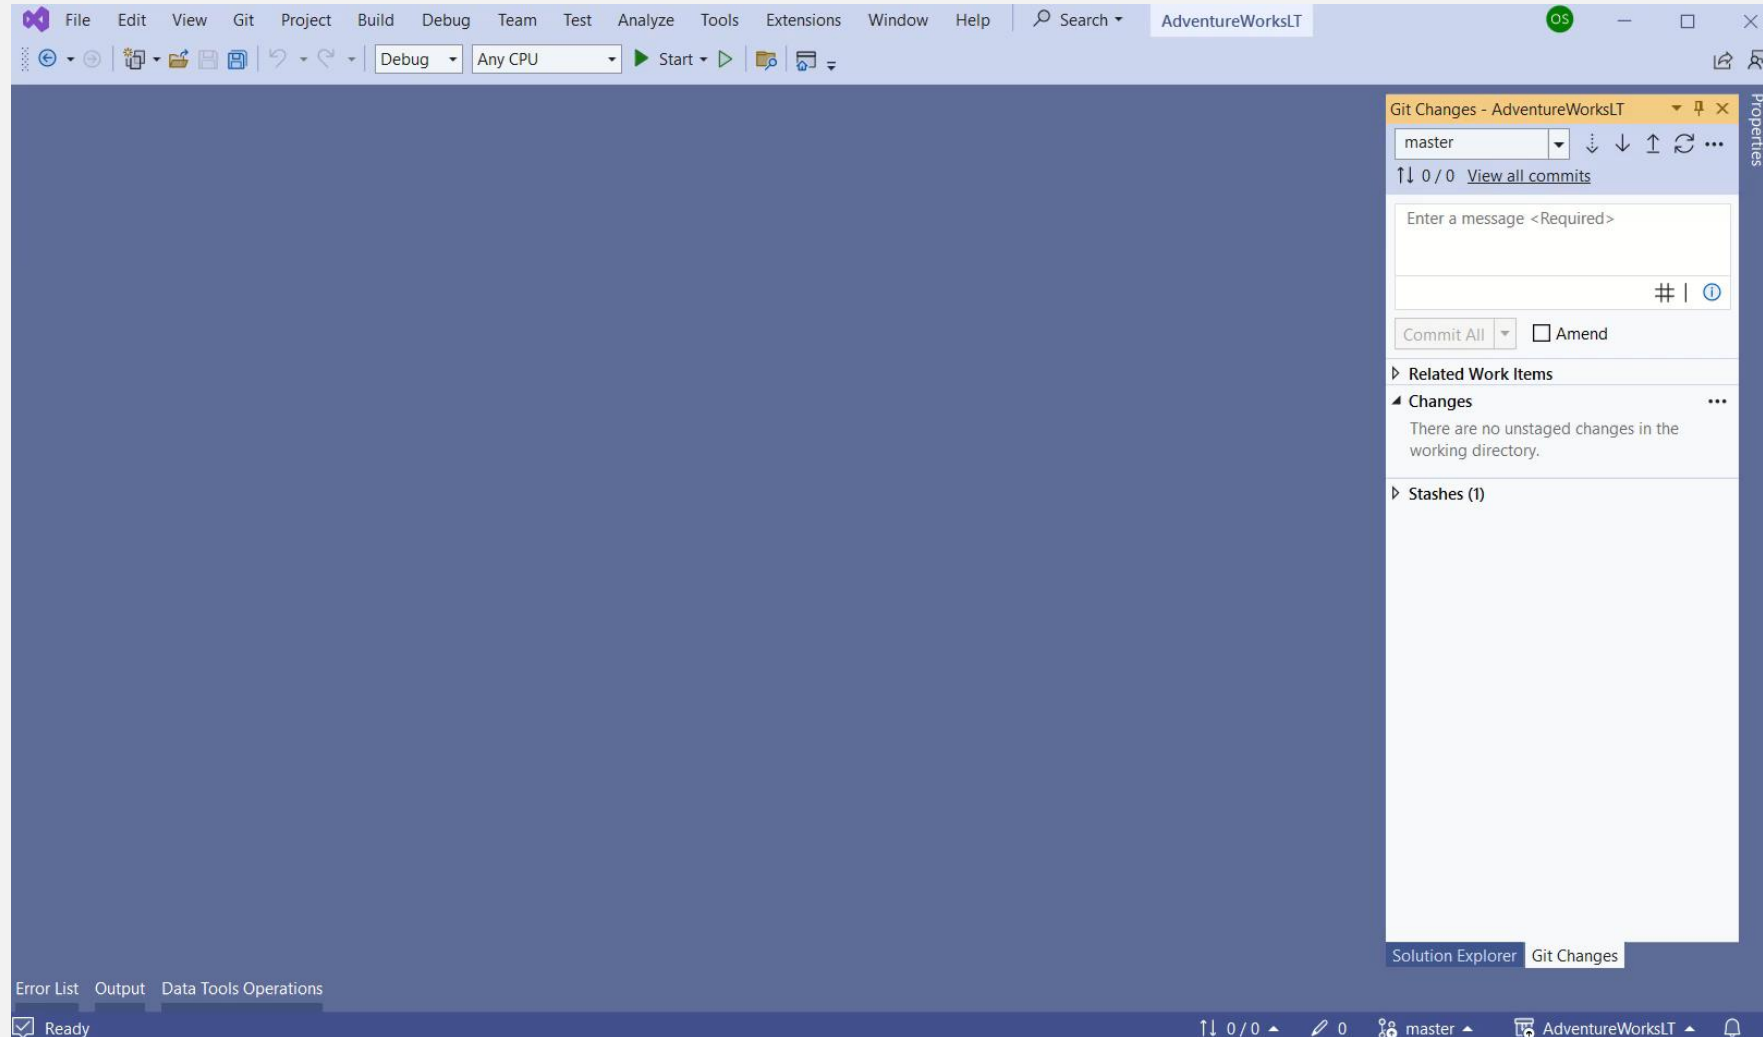 File Edit View Git Project Build Debug Team Test Analyze Tools Extensions Window Help Search AdventureWorksLT OS
Debug Any CPU Start
Git Changes - AdventureWorksLT
Properties
master
0 / 0 View all commits
Enter a message <Required>
Commit All Amend
Related Work Items
Changes
There are no unstaged changes in the
working directory.
Stashes (1)
Solution Explorer Git Changes
Error List Output Data Tools Operations
Ready 0 / 0 0 master AdventureWorksLT